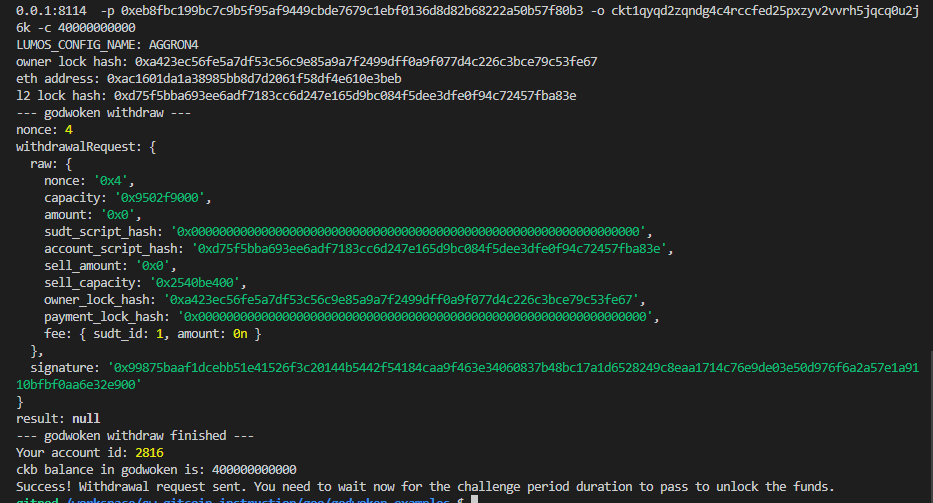 0.0.1:8114  -p 0xeb8fbc199bc7c9b5f95af9449cbde7679c1ebf0136d8d82b68222a50b57f80b3 -o ckt1qyqd2zqndg4c4rccfed25pxzyv2vvrh5jqcq0u2j
6k -c 40000000000
LUMOS_CONFIG_NAME: AGGRON4
owner lock hash: 0xa423ec56fe5a7df53c56c9e85a9a7f2499dff0a9f077d4c226c3bce79c53fe67
eth address: 0xac1601da1a38985bb8d7d2061f58df4e610e3beb
l2 lock hash: 0xd75f5bba693ee6adf7183cc6d247e165d9bc084f5dee3dfe0f94c72457fba83e
--- godwoken withdraw ---
nonce: 4
withdrawalRequest: {
  raw: {
    nonce: '0x4',
    capacity: '0x9502f9000',
    amount: '0x0',
    sudt_script_hash: '0x0000000000000000000000000000000000000000000000000000000000000000',
    account_script_hash: '0xd75f5bba693ee6adf7183cc6d247e165d9bc084f5dee3dfe0f94c72457fba83e',
    sell_amount: '0x0',
    sell_capacity: '0x2540be400',
    owner_lock_hash: '0xa423ec56fe5a7df53c56c9e85a9a7f2499dff0a9f077d4c226c3bce79c53fe67',
    payment_lock_hash: '0x0000000000000000000000000000000000000000000000000000000000000000',
    fee: { sudt_id: 1, amount: 0n }
  },
  signature: '0x99875baaf1dcebb51e41526f3c20144b5442f54184caa9f463e34060837b48bc17a1d6528249c8eaa1714c76e9de03e50d976f6a2a57e1a91
10bfbf0aa6e32e900'
}
result: null
--- godwoken withdraw finished ---
Your account id: 2816
ckb balance in godwoken is: 400000000000
Success! Withdrawal request sent. You need to wait now for the challenge period duration to pass to unlock the funds.
gitpod /workspace/gw-gitcoin-instruction/src/godwoken-examples $